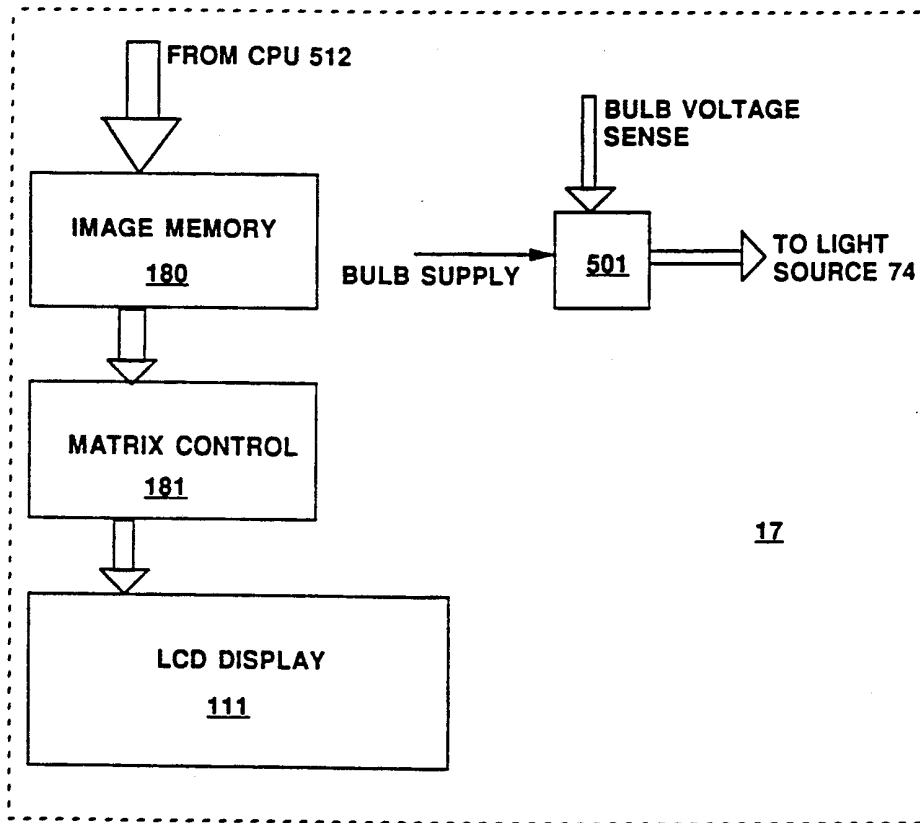 FROM CPU 512
IMAGE MEMORY
180
MATRIX CONTROL
181
LCD DISPLAY
111
BULB VOLTAGE
SENSE
BULB SUPPLY
501
TO LIGHT
SOURCE 74
17